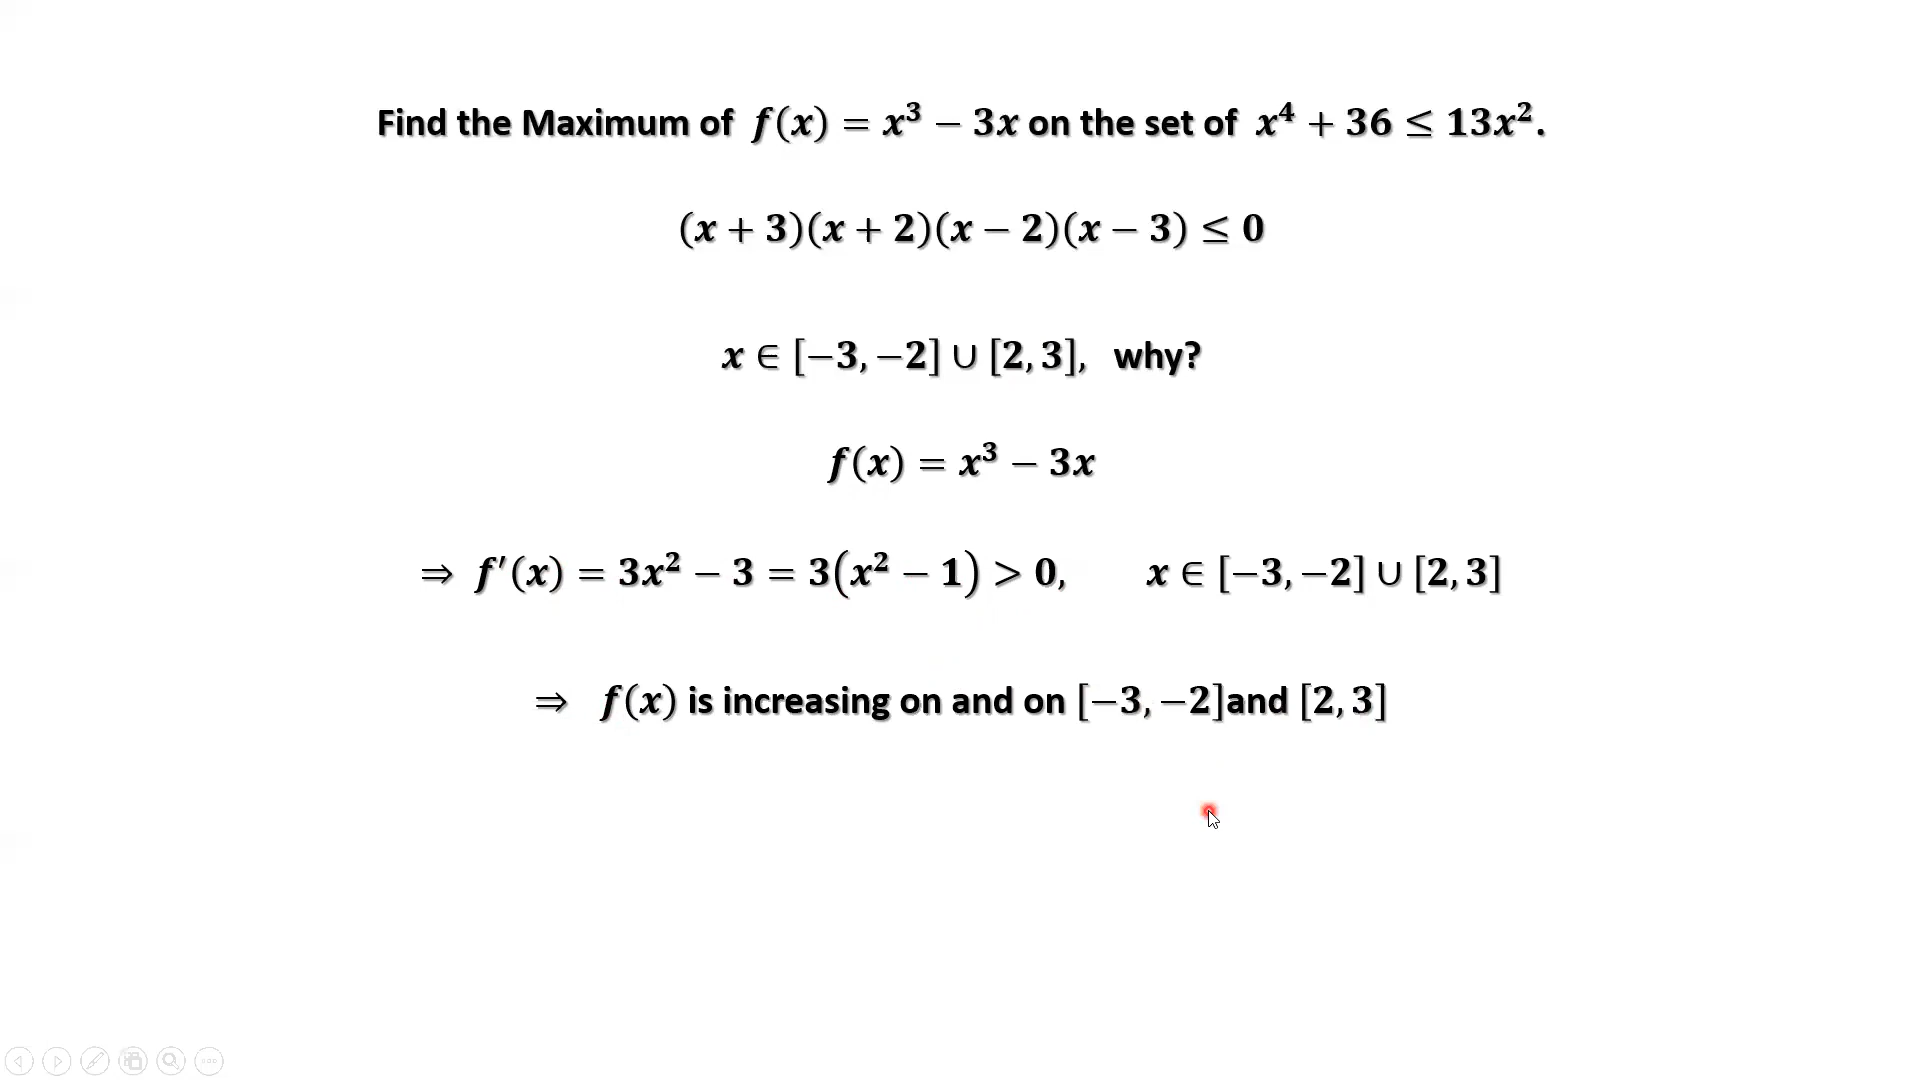 Find the Maximum of f(x) = x³ − 3x on the set of x⁴ + 36 ≤ 13x².
(x + 3)(x + 2)(x − 2)(x − 3) ≤ 0
x ∈ [−3, −2] ∪ [2, 3], why?
f(x) = x³ − 3x
⇒ f′(x) = 3x² − 3 = 3(x² − 1) > 0, x ∈ [−3, −2] ∪ [2, 3]
⇒ f(x) is increasing on and on [−3, −2]and [2, 3]